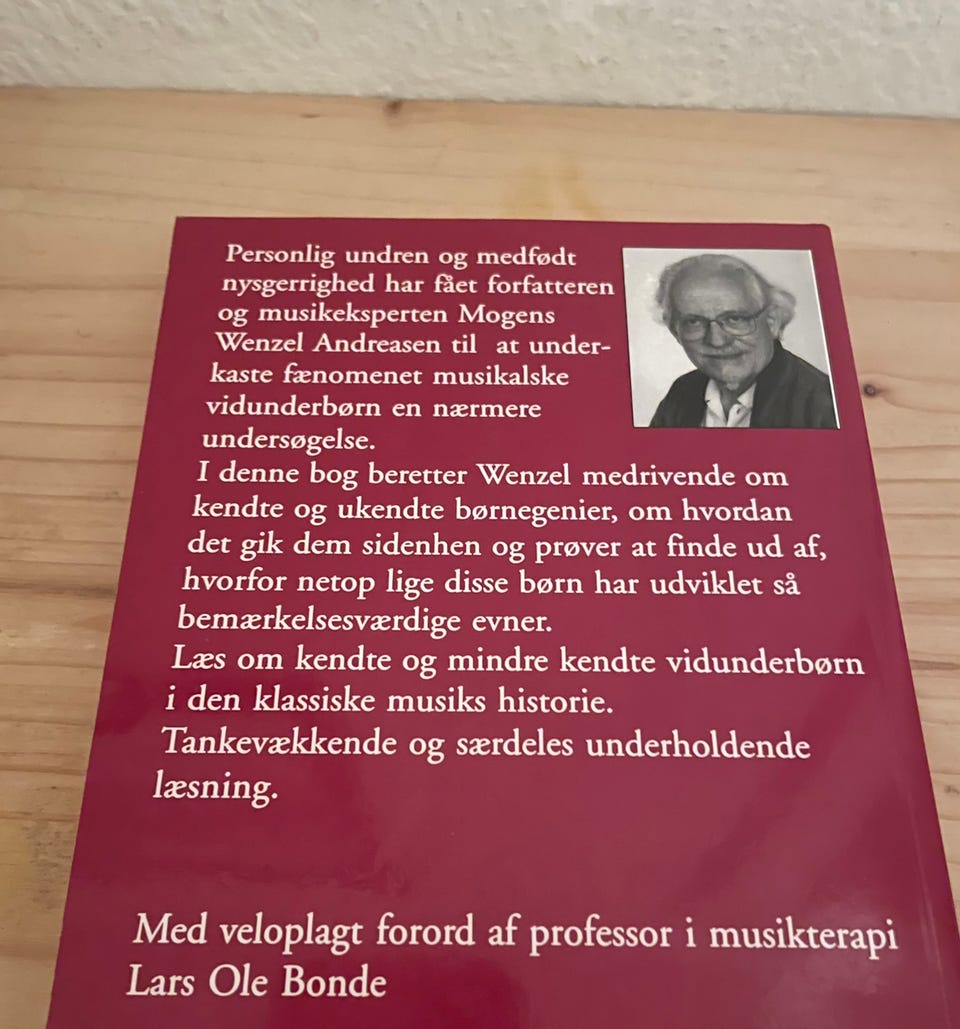 Personlig undren og medfødt
nysgerrighed har fået forfatteren
og musikeksperten Mogens
Wenzel Andreasen til at under-
kaste fænomenet musikalske
vidunderbørn en nærmere
undersøgelse.
I denne bog beretter Wenzel medrivende om
kendte og ukendte børnegenier, om hvordan
det gik dem sidenhen og prøver at finde ud af,
hvorfor netop lige disse børn har udviklet så
bemærkelsesværdige evner.
Læs om kendte og mindre kendte vidunderbørn
i den klassiske musiks historie.
Tankevækkende og særdeles underholdende
læsning.
Med veloplagt forord af professor i musikterapi
Lars Ole Bonde